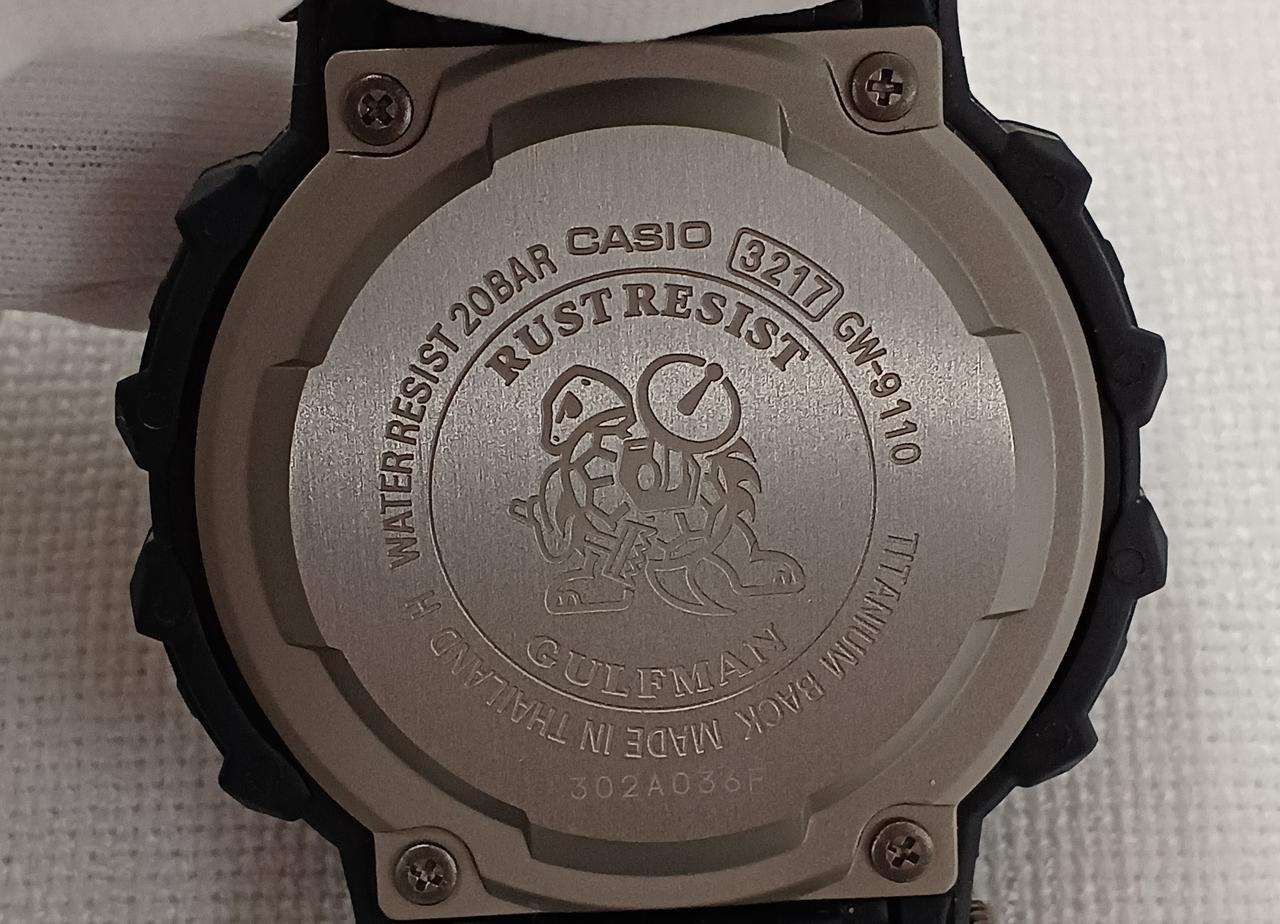 WATER RESIST 20BAR CASIO 3217 GW-9110
RUST RESIST
GULFMAN
TITANIUM BACK MADE IN THAILAND H
302A036F